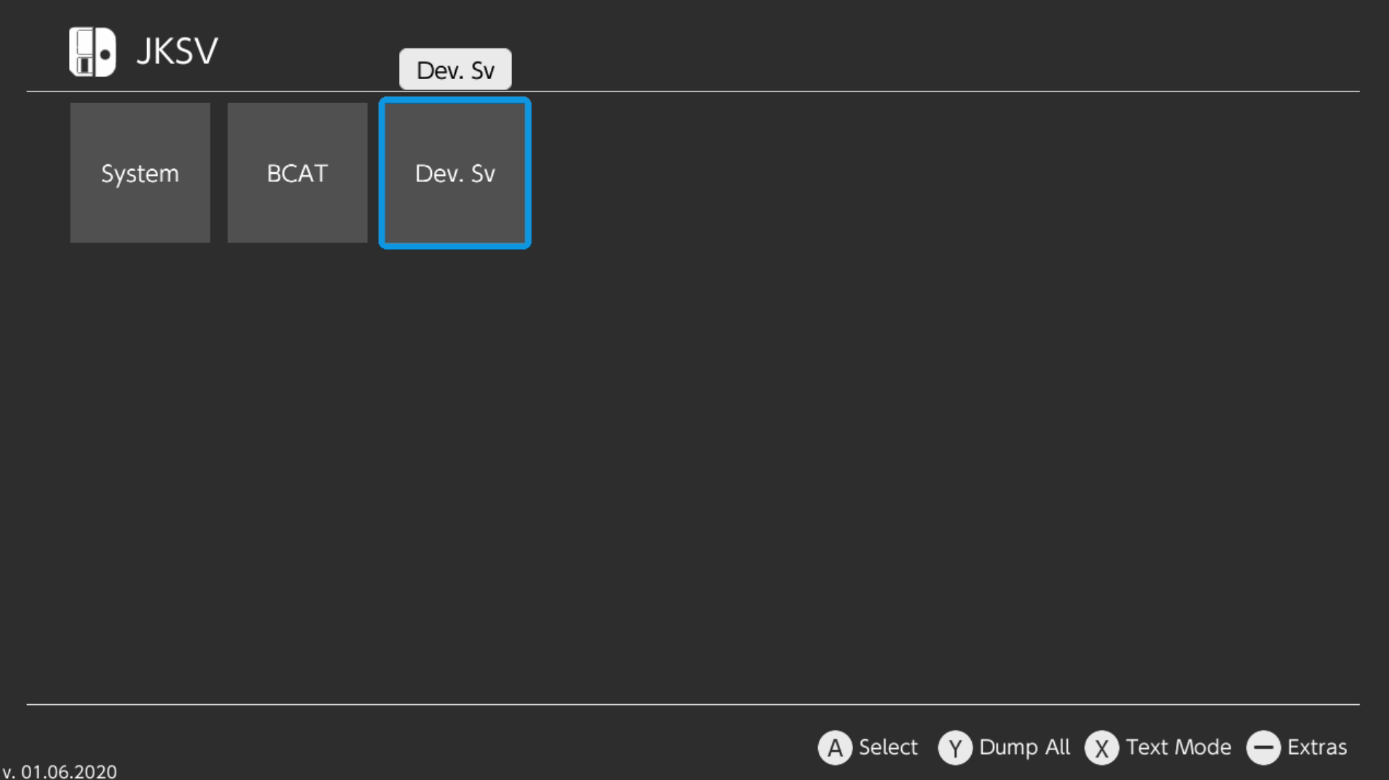 JKSV
Dev. Sv
System
BCAT
Dev. Sv
A Select Y Dump All X Text Mode − Extras
v. 01.06.2020